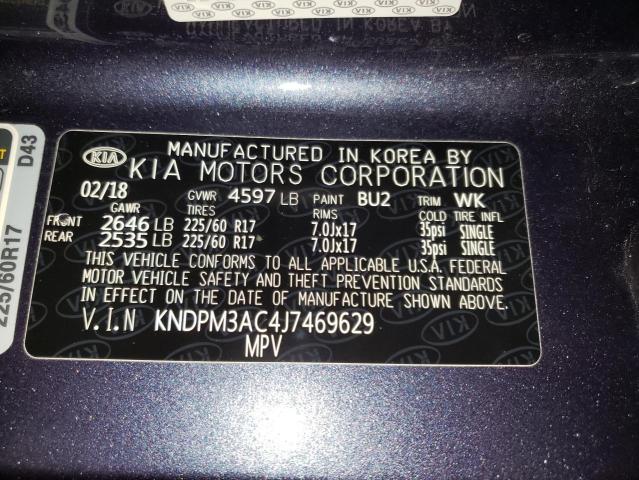 KIA
MANUFACTURED IN KOREA BY
KIA MOTORS CORPORATION
02/18 GVWR 4597 LB PAINT BU2 TRIM WK
GAWR TIRES RIMS COLD TIRE INFL
FRONT 2646 LB 225/60 R17 7.0Jx17 35psi SINGLE
REAR 2535 LB 225/60 R17 7.0Jx17 35psi SINGLE
THIS VEHICLE CONFORMS TO ALL APPLICABLE U.S.A. FEDERAL
MOTOR VEHICLE SAFETY AND THEFT PREVENTION STANDARDS
IN EFFECT ON THE DATE OF MANUFACTURE SHOWN ABOVE.
V.I.N KNDPM3AC4J7469629
MPV
D43
225/60R17